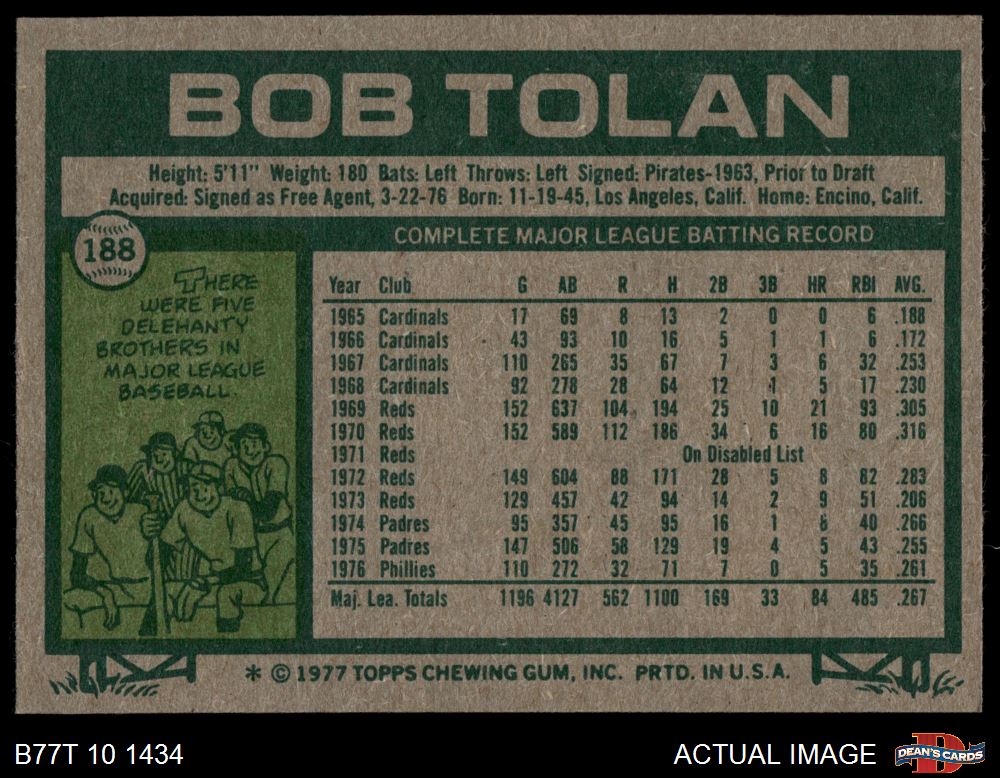 BOB TOLAN
Height: 5'11" Weight: 180 Bats: Left Throws: Left Signed: Pirates-1963, Prior to Draft
Acquired: Signed as Free Agent, 3-22-76 Born: 11-19-45, Los Angeles, Calif. Home: Encino, Calif.
188
THERE
WERE FIVE
DELEHANTY
BROTHERS IN
MAJOR LEAGUE
BASEBALL.
COMPLETE MAJOR LEAGUE BATTING RECORD
Year Club G AB R H 2B 3B HR RBI AVG.
1965 Cardinals 17 69 8 13 2 0 0 6 .188
1966 Cardinals 43 93 10 16 5 1 1 6 .172
1967 Cardinals 110 265 35 67 7 3 6 32 .253
1968 Cardinals 92 278 28 64 12 1 5 17 .230
1969 Reds 152 637 104 194 25 10 21 93 .305
1970 Reds 152 589 112 186 34 6 16 80 .316
1971 Reds On Disabled List
1972 Reds 149 604 88 171 28 5 8 82 .283
1973 Reds 129 457 42 94 14 2 9 51 .206
1974 Padres 95 357 45 95 16 1 8 40 .266
1975 Padres 147 506 58 129 19 4 5 43 .255
1976 Phillies 110 272 32 71 7 0 5 35 .261
Maj. Lea. Totals 1196 4127 562 1100 169 33 84 485 .267
* © 1977 TOPPS CHEWING GUM, INC. PRTD. IN U.S.A.
B77T 10 1434
ACTUAL IMAGE
DEAN'S CARDS